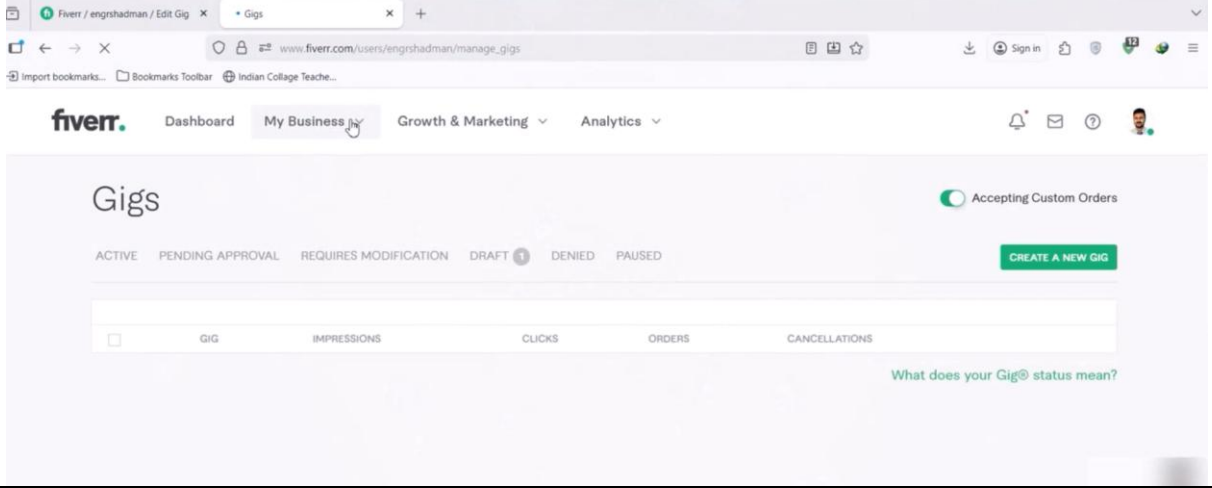 Fiverr / engrshadman / Edit Gig
Gigs
www.fiverr.com/users/engrshadman/manage_gigs
Sign in
12
Import bookmarks...
Bookmarks Toolbar
Indian Collage Teache...
fiverr.
Dashboard
My Business
Growth & Marketing
Analytics
Gigs
Accepting Custom Orders
ACTIVE
PENDING APPROVAL
REQUIRES MODIFICATION
DRAFT 1
DENIED
PAUSED
CREATE A NEW GIG
GIG
IMPRESSIONS
CLICKS
ORDERS
CANCELLATIONS
What does your Gig® status mean?